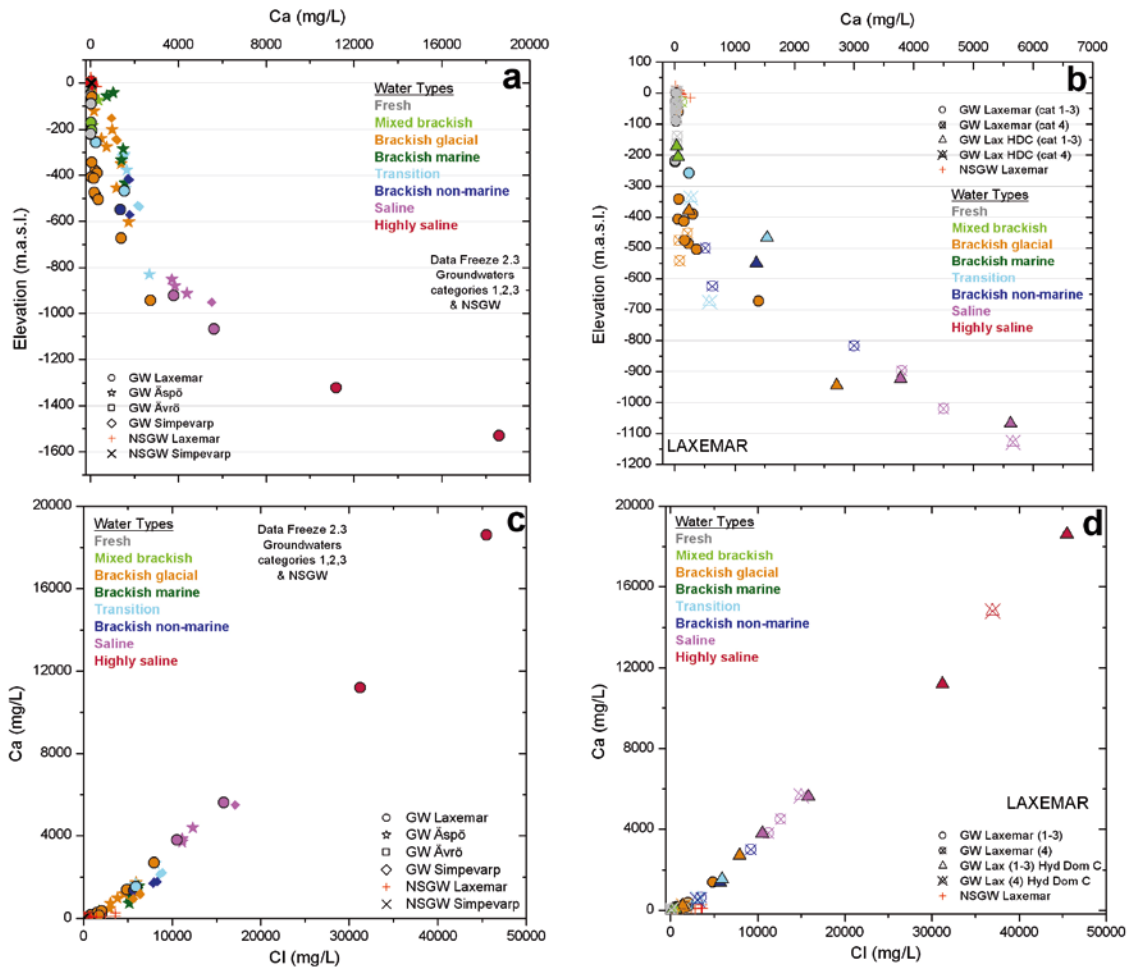 Ca (mg/L)
0 4000 8000 12000 16000 20000
a
0
-200
-400
-600
-800
-1000
-1200
-1400
-1600
Elevation (m.a.s.l.)
Water Types
Fresh
Mixed brackish
Brackish glacial
Brackish marine
Transition
Brackish non-marine
Saline
Highly saline
Data Freeze 2.3
Groundwaters
categories 1,2,3
& NSGW
GW Laxemar
GW Äspö
GW Ävrö
GW Simpevarp
NSGW Laxemar
NSGW Simpevarp
Ca (mg/L)
0 1000 2000 3000 4000 5000 6000 7000
b
100
0
-100
-200
-300
-400
-500
-600
-700
-800
-900
-1000
-1100
-1200
Elevation (m.a.s.l.)
GW Laxemar (cat 1-3)
GW Laxemar (cat 4)
GW Lax HDC (cat 1-3)
GW Lax HDC (cat 4)
NSGW Laxemar
Water Types
Fresh
Mixed brackish
Brackish glacial
Brackish marine
Transition
Brackish non-marine
Saline
Highly saline
LAXEMAR
c
20000
16000
12000
8000
4000
0
Ca (mg/L)
Water Types
Fresh
Mixed brackish
Brackish glacial
Brackish marine
Transition
Brackish non-marine
Saline
Highly saline
Data Freeze 2.3
Groundwaters
categories 1,2,3
& NSGW
GW Laxemar
GW Äspö
GW Ävrö
GW Simpevarp
NSGW Laxemar
NSGW Simpevarp
0 10000 20000 30000 40000 50000
Cl (mg/L)
d
20000
16000
12000
8000
4000
0
Ca (mg/L)
Water Types
Fresh
Mixed brackish
Brackish glacial
Brackish marine
Transition
Brackish non-marine
Saline
Highly saline
LAXEMAR
GW Laxemar (1-3)
GW Laxemar (4)
GW Lax (1-3) Hyd Dom C
GW Lax (4) Hyd Dom C
NSGW Laxemar
0 10000 20000 30000 40000 50000
Cl (mg/L)